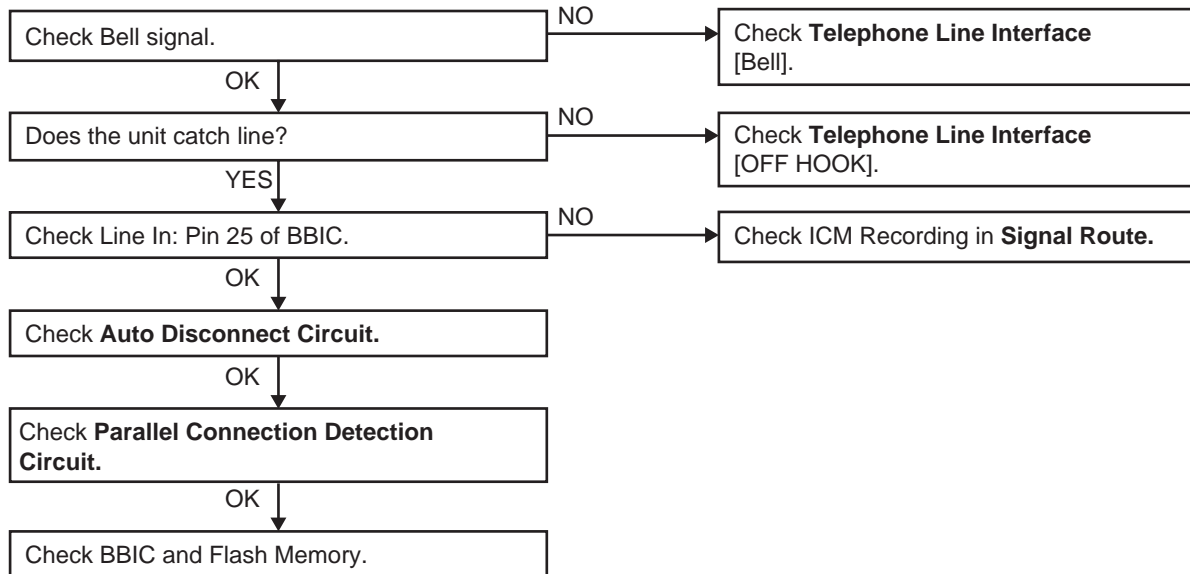 Check Bell signal.
NO
Check Telephone Line Interface
[Bell].
OK
Does the unit catch line?
NO
Check Telephone Line Interface
[OFF HOOK].
YES
Check Line In: Pin 25 of BBIC.
NO
Check ICM Recording in Signal Route.
OK
Check Auto Disconnect Circuit.
OK
Check Parallel Connection Detection
Circuit.
OK
Check BBIC and Flash Memory.